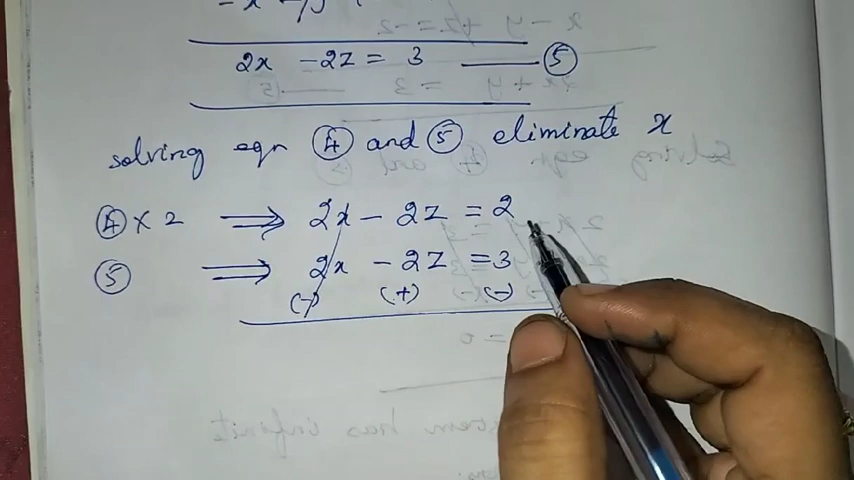 2x - 2z = 3 ⑤
solving eqn ④ and ⑤ eliminate x
④ x 2 ⟹ 2x - 2z = 2
⑤ ⟹ 2x - 2z = 3
(-) (+) (-)